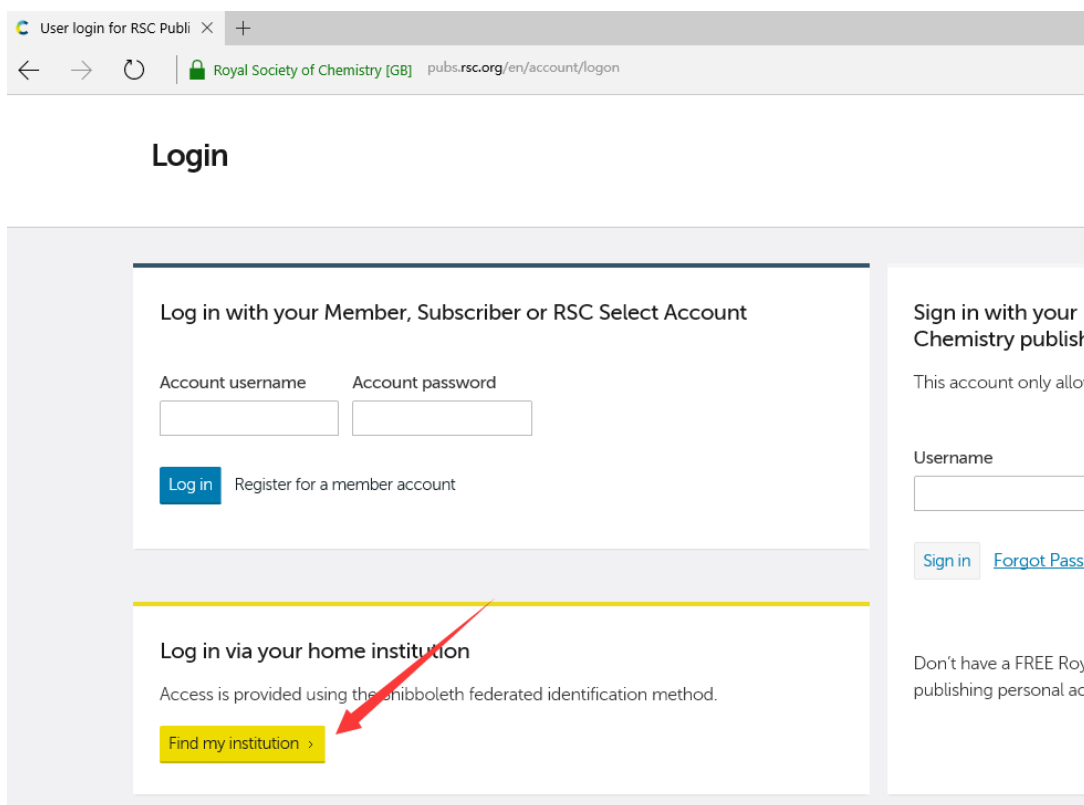 User login for RSC Publi
Royal Society of Chemistry [GB] pubs.rsc.org/en/account/logon
Login
Log in with your Member, Subscriber or RSC Select Account
Account username Account password
Log in Register for a member account
Log in via your home institution
Access is provided using the Shibboleth federated identification method.
Find my institution ›
Sign in with your
Chemistry publish
This account only allo
Username
Sign in Forgot Pass
Don't have a FREE Roy
publishing personal ac